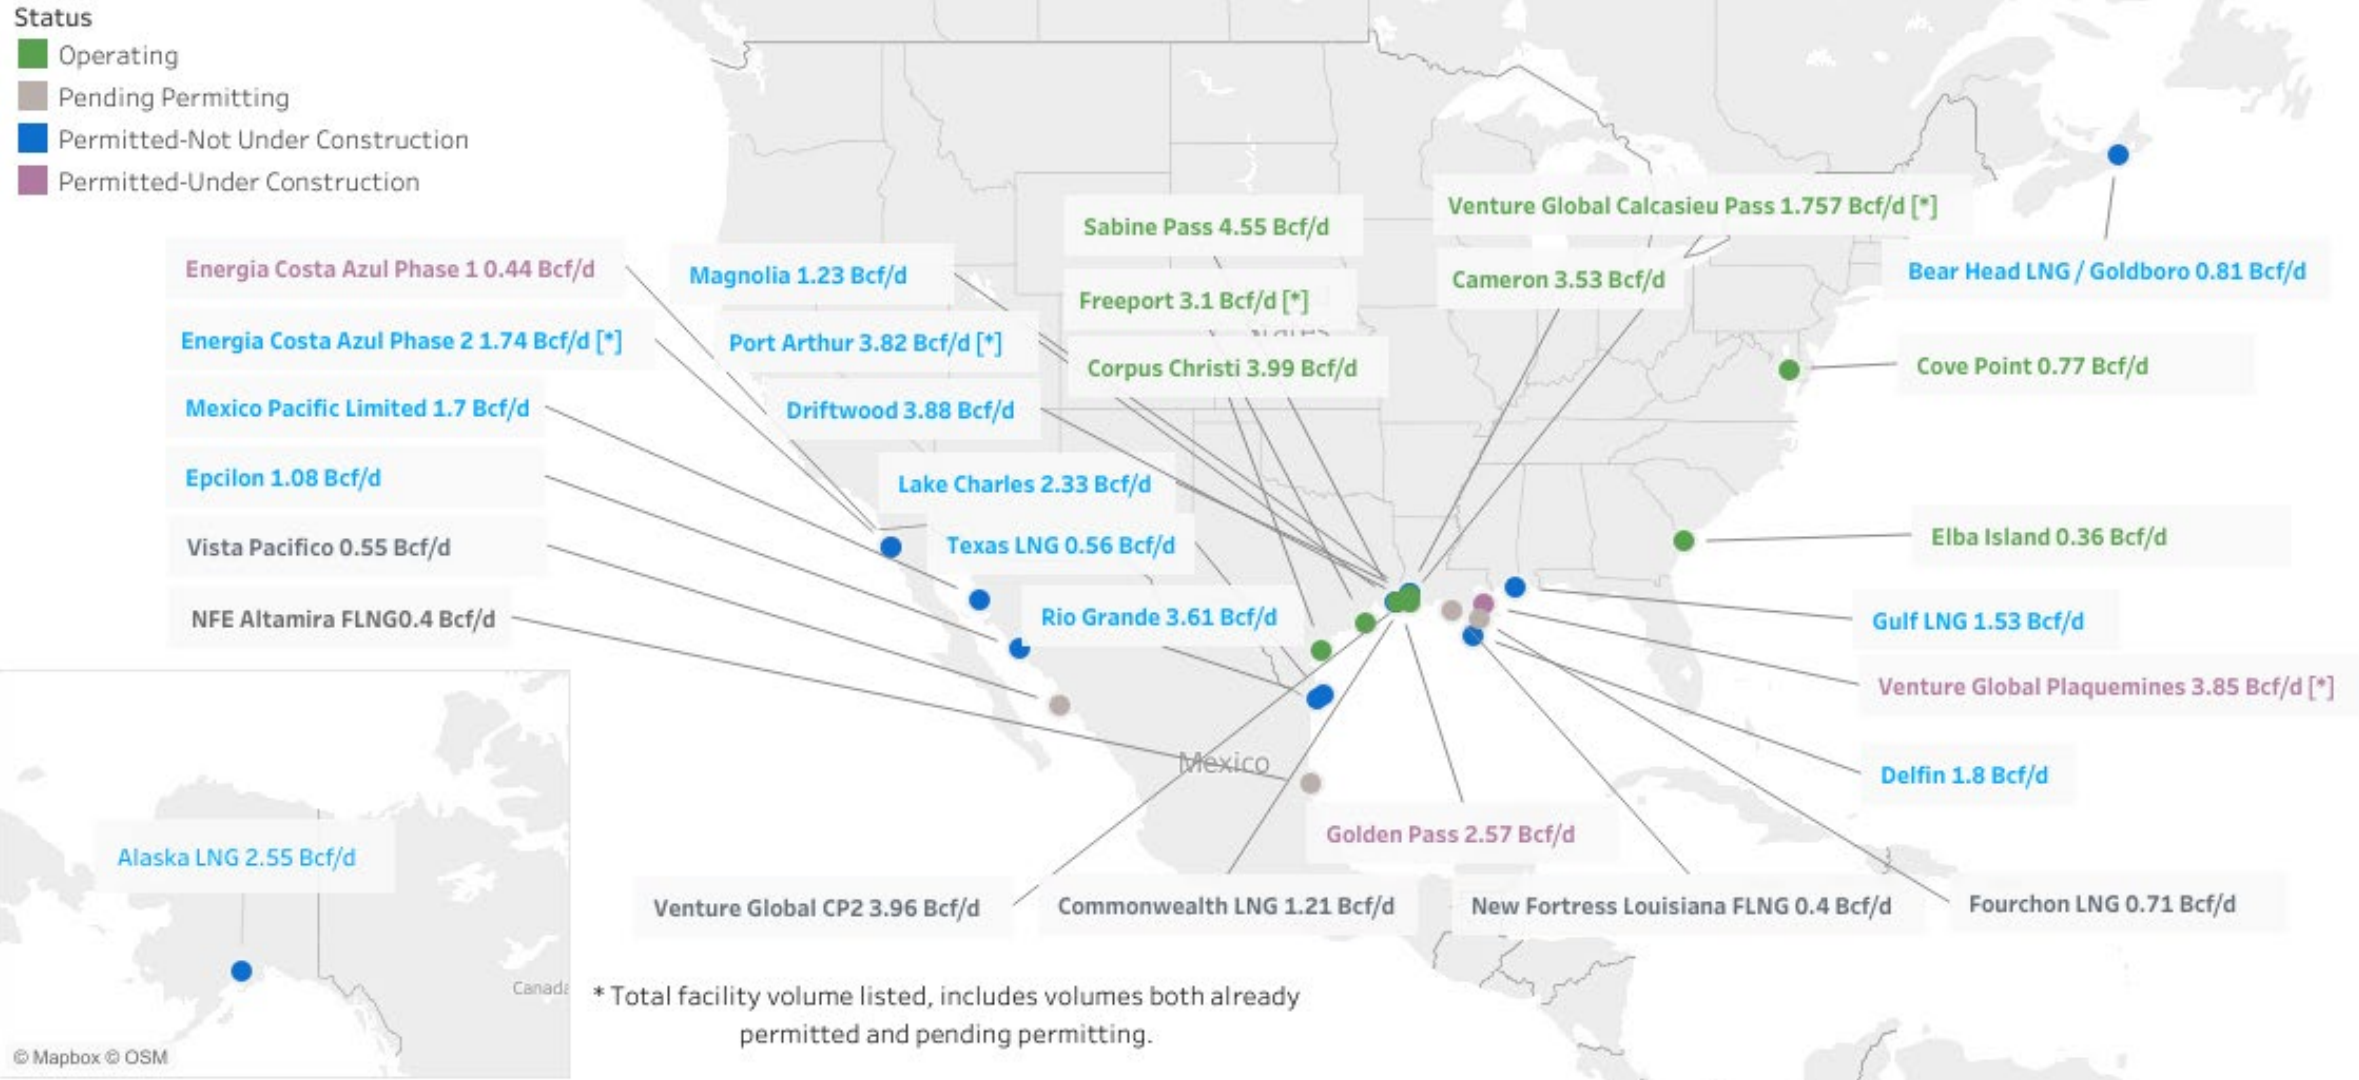 Status
Operating
Pending Permitting
Permitted-Not Under Construction
Permitted-Under Construction
Sabine Pass 4.55 Bcf/d
Venture Global Calcasieu Pass 1.757 Bcf/d [*]
Energia Costa Azul Phase 1 0.44 Bcf/d
Magnolia 1.23 Bcf/d
Freeport 3.1 Bcf/d [*]
Cameron 3.53 Bcf/d
Bear Head LNG / Goldboro 0.81 Bcf/d
Energia Costa Azul Phase 2 1.74 Bcf/d [*]
Port Arthur 3.82 Bcf/d [*]
Corpus Christi 3.99 Bcf/d
Cove Point 0.77 Bcf/d
Mexico Pacific Limited 1.7 Bcf/d
Driftwood 3.88 Bcf/d
Epcilon 1.08 Bcf/d
Lake Charles 2.33 Bcf/d
Vista Pacifico 0.55 Bcf/d
Texas LNG 0.56 Bcf/d
Elba Island 0.36 Bcf/d
NFE Altamira FLNG0.4 Bcf/d
Rio Grande 3.61 Bcf/d
Gulf LNG 1.53 Bcf/d
Venture Global Plaquemines 3.85 Bcf/d [*]
Mexico
Delfin 1.8 Bcf/d
Golden Pass 2.57 Bcf/d
Alaska LNG 2.55 Bcf/d
Venture Global CP2 3.96 Bcf/d
Commonwealth LNG 1.21 Bcf/d
New Fortress Louisiana FLNG 0.4 Bcf/d
Fourchon LNG 0.71 Bcf/d
Canada
* Total facility volume listed, includes volumes both already
permitted and pending permitting.
© Mapbox © OSM